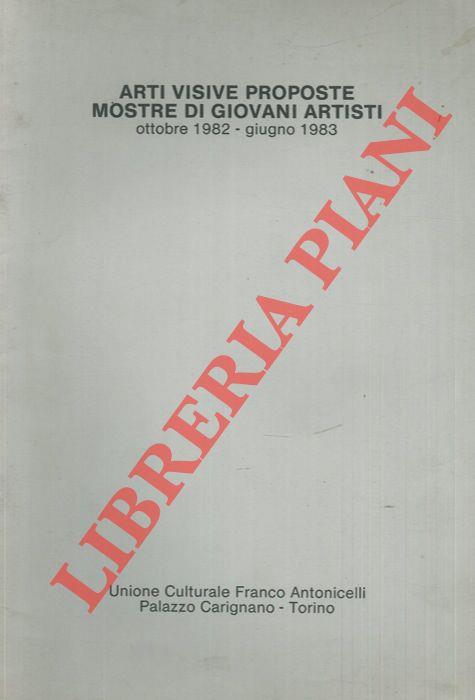 ARTI VISIVE PROPOSTE
MOSTRE DI GIOVANI ARTISTI
ottobre 1982 - giugno 1983
LIBRERIA PIANI
Unione Culturale Franco Antonicelli
Palazzo Carignano - Torino